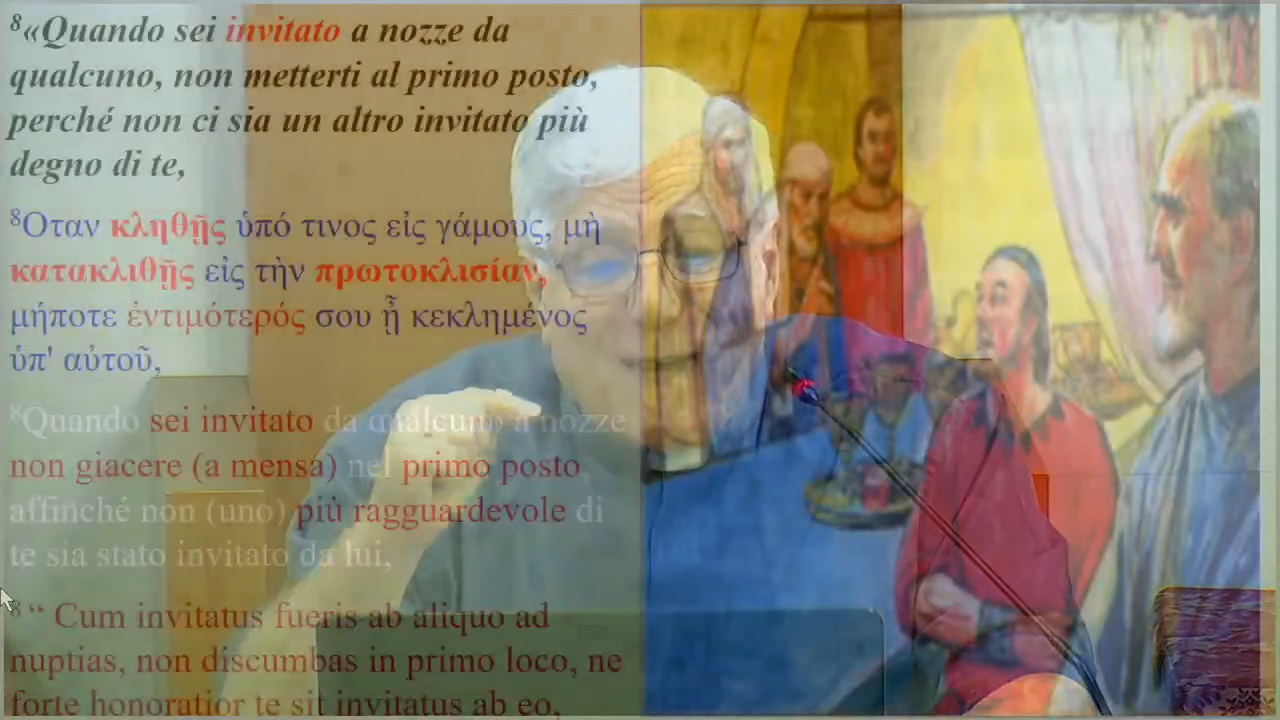 ⁸«Quando sei invitato a nozze da
qualcuno, non metterti al primo posto,
perché non ci sia un altro invitato più
degno di te,
⁸Οταν κληθῇς ὑπό τινος εἰς γάμους, μὴ
κατακλιθῇς εἰς τὴν πρωτοκλισίαν,
μήποτε ἐντιμότερός σου ᾖ κεκλημένος
ὑπ' αὐτοῦ,
⁸Quando sei invitato da qualcuno a nozze
non giacere (a mensa) nel primo posto
affinché non (uno) più ragguardevole di
te sia stato invitato da lui,
⁸ “ Cum invitatus fueris ab aliquo ad
nuptias, non discumbas in primo loco, ne
forte honoratior te sit invitatus ab eo,